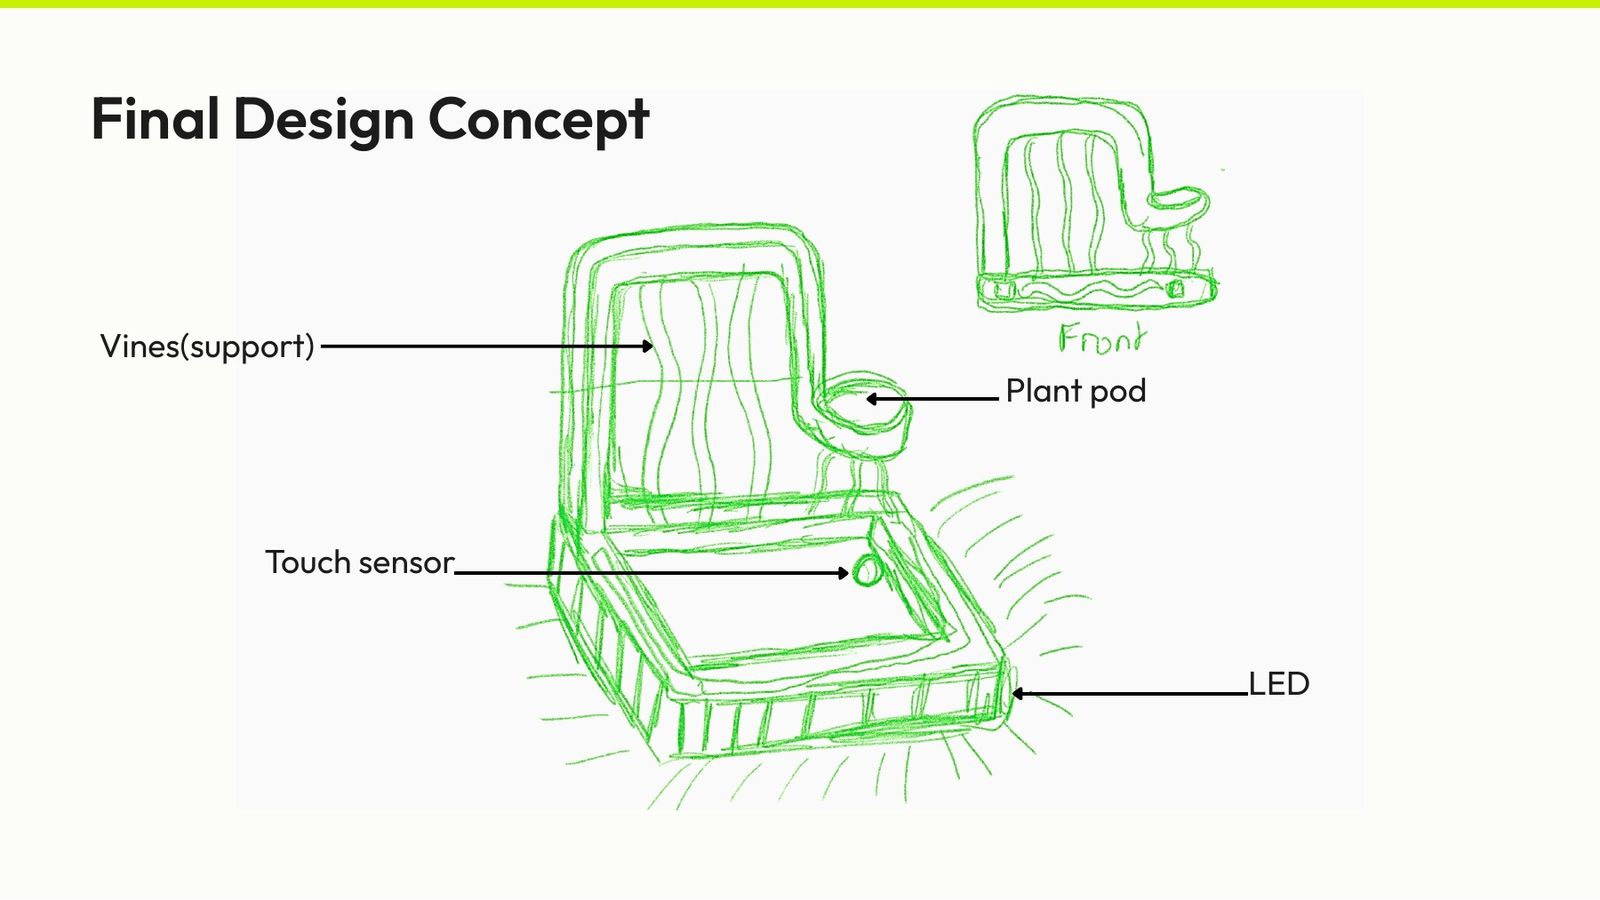 Final Design Concept
Front
Vines(support)
Plant pod
Touch sensor
LED